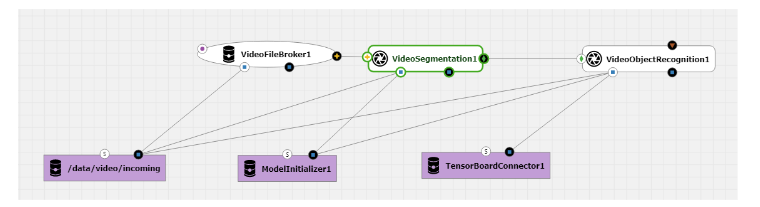 VideoFileBroker1
VideoSegmentation1
VideoObjectRecognition1
S
S
S
/data/video/incoming
ModelInitializer1
TensorBoardConnector1